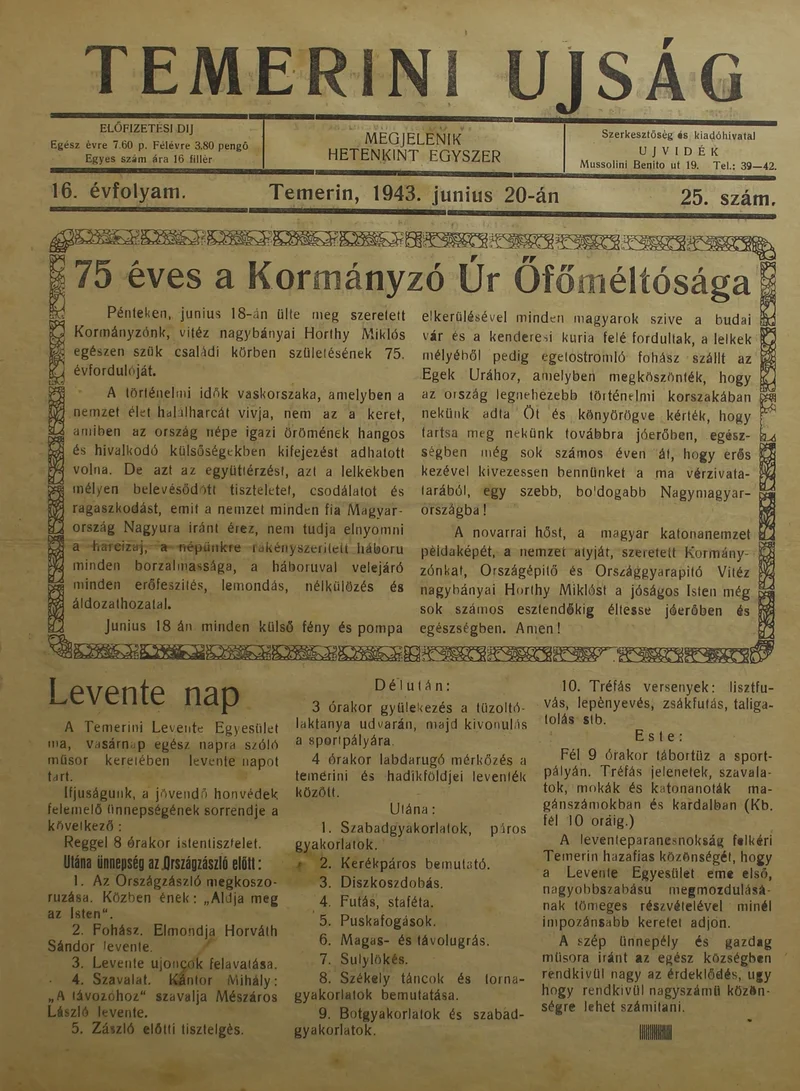 TEMERINI UJSÁG
ELŐFIZETÉSI DIJ
Egész évre 7.60 p. Félévre 3.80 pengő
Egyes szám ára 16 fillér
MEGJELENIK
HETENKINT EGYSZER
Szerkesztőség és kiadóhivatal
UJVIDÉK
Mussolini Benito ut 19. Tel.: 39—42.
16. évfolyam.
Temerin, 1943. junius 20-án
25. szám.
75 éves a Kormányzó Úr Őfőméltósága
Pénteken, junius 18-án ülte meg szeretett
Kormányzónk, vitéz nagybányai Horthy Miklós
egészen szük családi körben születésének 75.
évfordulóját.
A történelmi idők vaskorszaka, amelyben a
nemzet élet halálharcát vivja, nem az a keret,
amiben az ország népe igazi örömének hangos
és hivalkodó külsőségekben kifejezést adhatott
volna. De azt az együttérzést, azt a lelkekben
mélyen belevésődött tiszteletet, csodálatot és
ragaszkodást, emit a nemzet minden fia Magyar-
ország Nagyura iránt érez, nem tudja elnyomni
a harcizaj, a népünkre rákényszeritett háboru
minden borzalmassága, a háboruval velejáró
minden erőfeszités, lemondás, nélkülözés és
áldozathozatal.
Junius 18 án minden külső fény és pompa
elkerülésével minden magyarok szive a budai
vár és a kenderesi kuria felé fordultak, a lelkek
mélyéből pedig egetostromló fohász szállt az
Egek Urához, amelyben megköszönték, hogy
az ország legnehezebb történelmi korszakában
nekünk adta Őt és könyörögve kérték, hogy
tartsa meg nekünk továbbra jóerőben, egész-
ségben még sok számos éven át, hogy erős
kezével kivezessen bennünket a ma vérzivata-
tarából, egy szebb, boldogabb Nagymagyar-
országba!
A novarrai hőst, a magyar katonanemzet
példaképét, a nemzet atyját, szeretett Kormány-
zónkat, Országépitő és Országgyarapitó Vitéz
nagybányai Horthy Miklóst a jóságos Isten még
sok számos esztendőkig éltesse jóerőben és
egészségben. Amen!
Levente nap
A Temerini Levente Egyesület
ma, vasárnap egész napra szóló
müsor keretében levente napot
tart.
Ifjuságunk, a jövendő honvédek
felemelő ünnepségének sorrendje a
következő:
Reggel 8 órakor istentisztelet.
Utána ünnepség az Országzászló előtt:
1. Az Országzászló megkoszo-
ruzása. Közben ének: „Áldja meg
az Isten“.
2. Fohász. Elmondja Horváth
Sándor levente.
3. Levente ujoncok felavatása.
4. Szavalat. Kántor Mihály:
„A távozóhoz“ szavalja Mészáros
László levente.
5. Zászló előtti tisztelgés.
Délután:
3 órakor gyülekezés a tüzoltó-
laktanya udvarán, majd kivonulás
a sportpályára.
4 órakor labdarugó mérkőzés a
temerini és hadikföldjei leventék
között.
Utána:
1. Szabadgyakorlatok, páros
gyakorlatok.
2. Kerékpáros bemutató.
3. Diszkoszdobás.
4. Futás, staféta.
5. Puskafogások.
6. Magas- és távolugrás.
7. Sulylökés.
8. Székely táncok és torna-
gyakorlatok bemutatása.
9. Botgyakorlatok és szabad-
gyakorlatok.
10. Tréfás versenyek: lisztfu-
vás, lepényevés, zsákfutás, taliga-
tolás stb.
Este:
Fél 9 órakor tábortüz a sport-
pályán. Tréfás jelenetek, szavala-
tok, mókák és katonanoták ma-
gánszámokban és kardalban (Kb.
fél 10 oráig.)
A leventeparancsnokság felkéri
Temerin hazafias közönségét, hogy
a Levente Egyesület eme első,
nagyobbszabásu megmozdulásá-
nak tömeges részvételével minél
impozánsabb keretet adjon.
A szép ünnepély és gazdag
müsora iránt az egész községben
rendkivül nagy az érdeklődés, ugy
hogy rendkivül nagyszámü közön-
ségre lehet számitani.